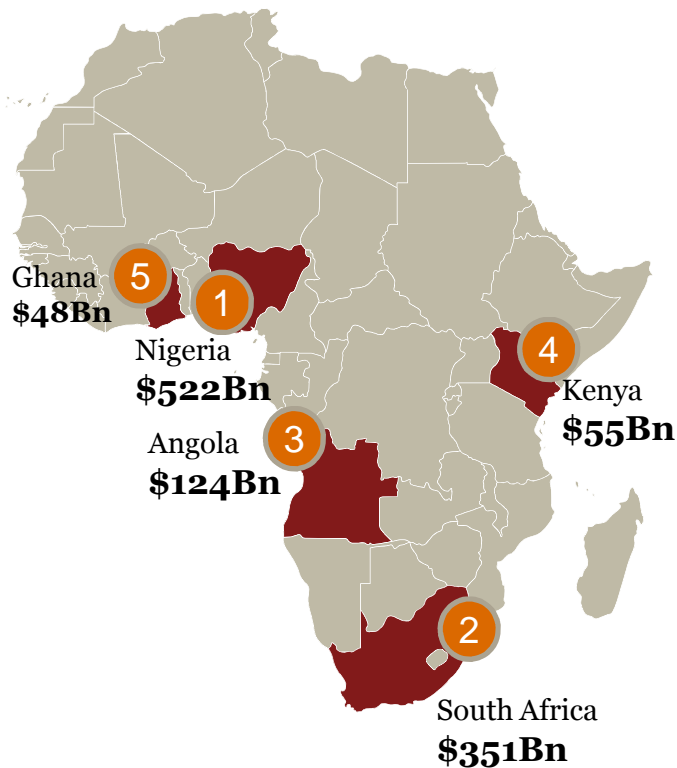 5
Ghana
$48Bn
1
Nigeria
$522Bn
4
Kenya
$55Bn
3
Angola
$124Bn
2
South Africa
$351Bn